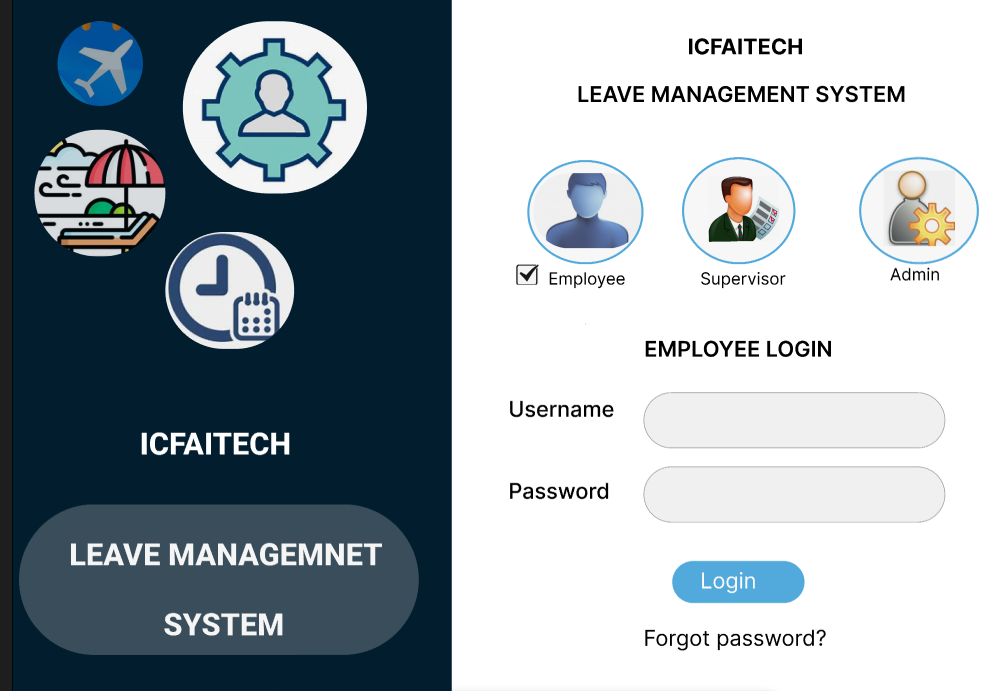 ICFAITECH
LEAVE MANAGEMNET
SYSTEM
ICFAITECH
LEAVE MANAGEMENT SYSTEM
Employee
Supervisor
Admin
EMPLOYEE LOGIN
Username
Password
Login
Forgot password?